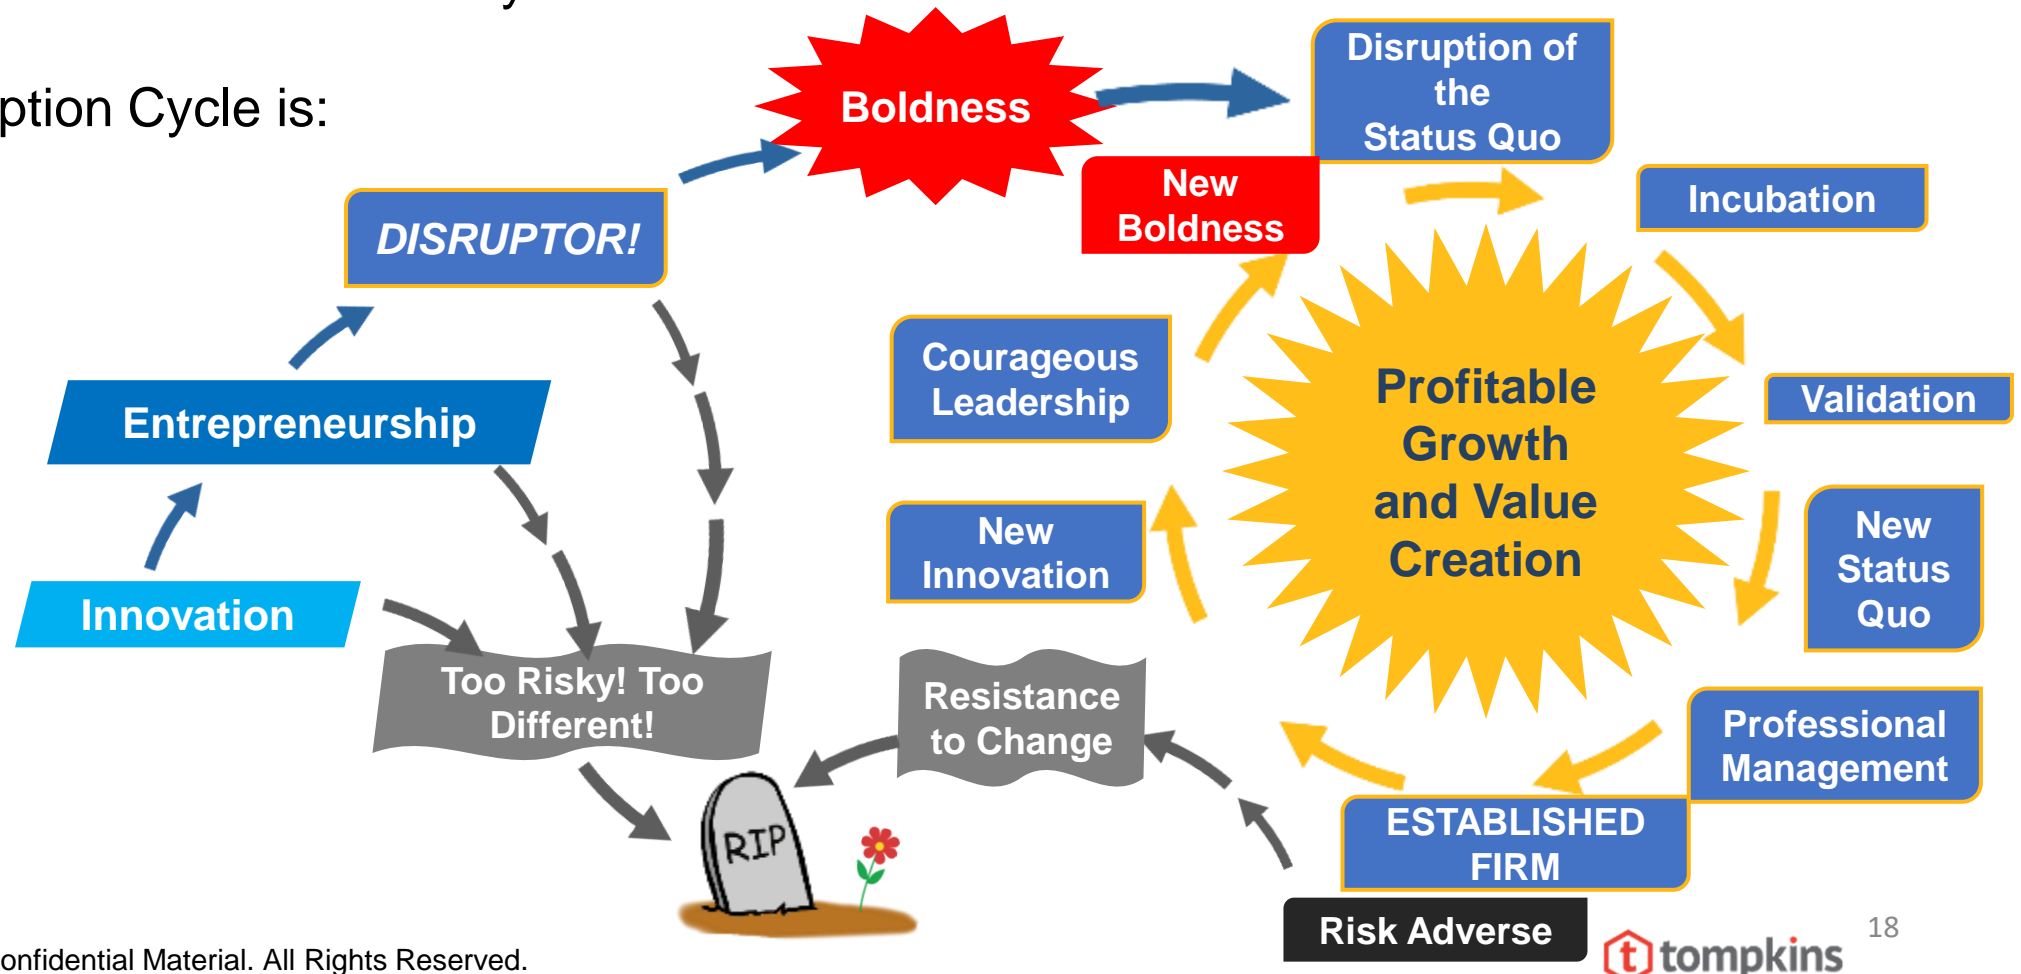 ption Cycle is:
Boldness
Disruption of
the
Status Quo
New
Boldness
Incubation
DISRUPTOR!
Courageous
Leadership
Profitable
Growth
and Value
Creation
Validation
Entrepreneurship
New
Innovation
New
Status
Quo
Innovation
Too Risky! Too
Different!
Resistance
to Change
Professional
Management
RIP
ESTABLISHED
FIRM
Risk Adverse
t tompkins
18
onfidential Material. All Rights Reserved.